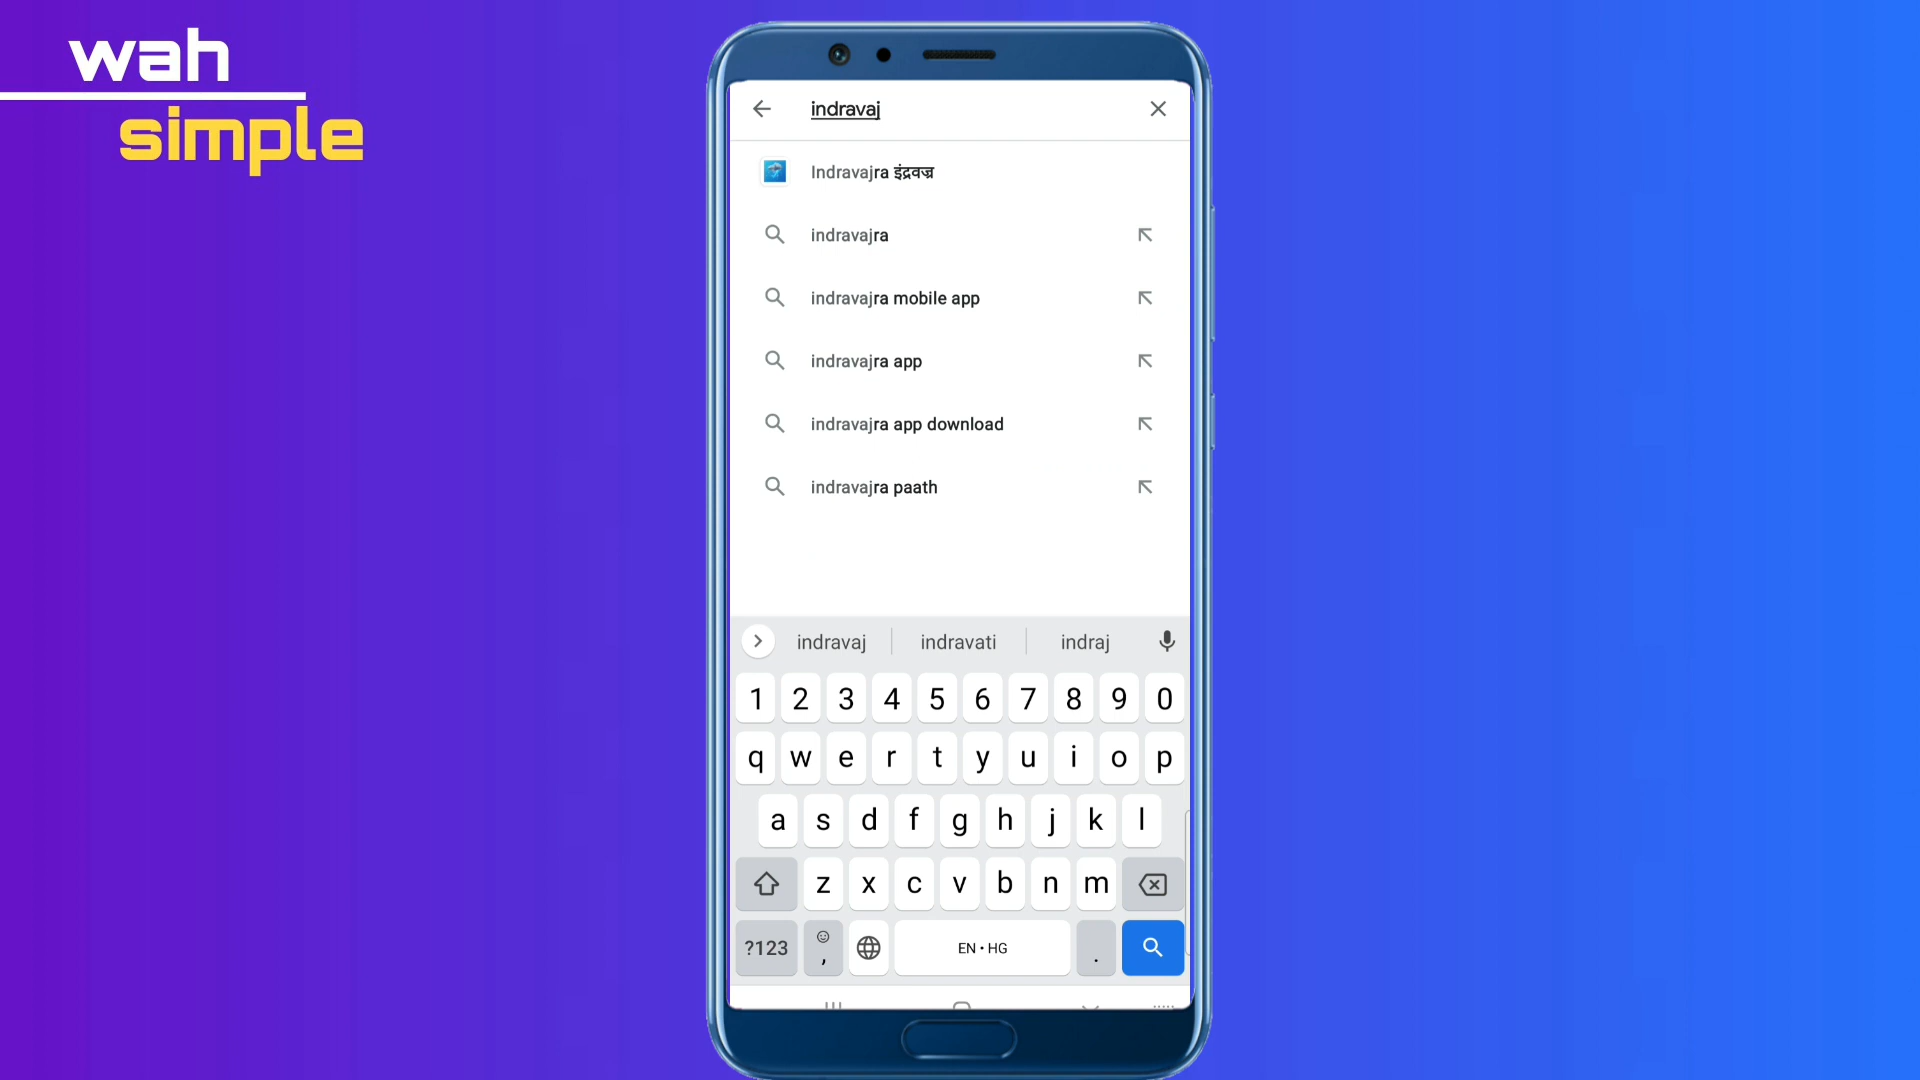 wah
simple
indravaj
Indravajra इंद्रवज्र
indravajra
indravajra mobile app
indravajra app
indravajra app download
indravajra paath
indravaj indravati indraj
1 2 3 4 5 6 7 8 9 0
q w e r t y u i o p
a s d f g h j k l
z x c v b n m
?123 , EN • HG .